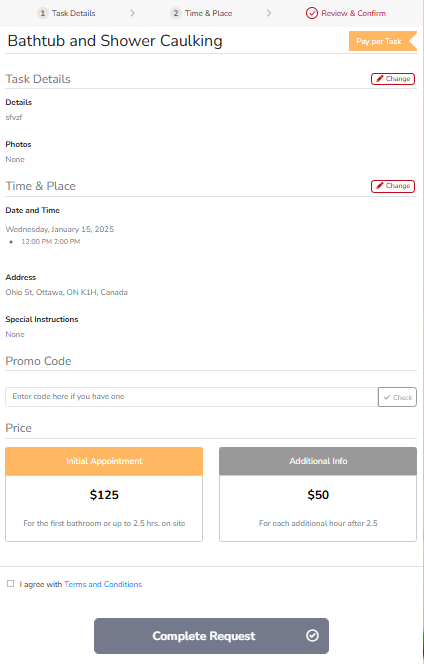 1 Task Details
2 Time & Place
Review & Confirm
Bathtub and Shower Caulking
Pay per Task
Task Details
Change
Details
sfvzf
Photos
None
Time & Place
Change
Date and Time
Wednesday, January 15, 2025
12:00 PM 2:00 PM
Address
Ohio St, Ottawa, ON K1H, Canada
Special Instructions
None
Promo Code
Enter code here if you have one
Check
Price
Initial Appointment
$125
For the first bathroom or up to 2.5 hrs. on site
Additional Info
$50
For each additional hour after 2.5
I agree with Terms and Conditions
Complete Request